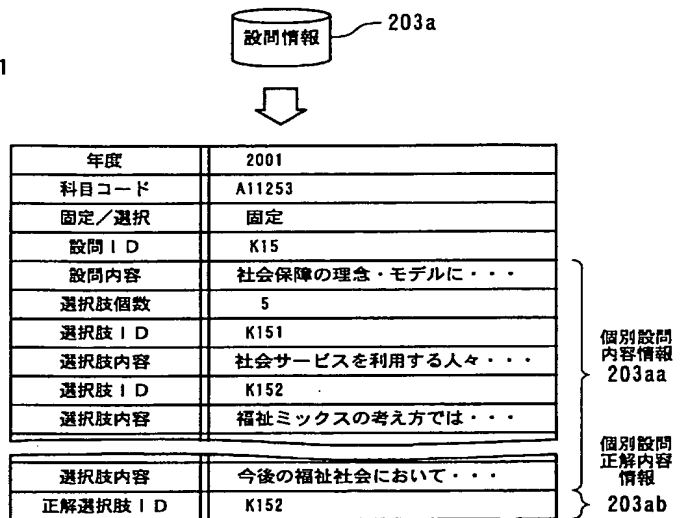 設問情報
203a
1
年度 2001
科目コード A11253
固定／選択 固定
設問ID K15
設問内容 社会保障の理念・モデルに・・・
選択肢個数 5
選択肢ID K151
選択肢内容 社会サービスを利用する人々・・・
選択肢ID K152
選択肢内容 福祉ミックスの考え方では・・・
選択肢内容 今後の福祉社会において・・・
正解選択肢ID K152
個別設問
内容情報
203aa
個別設問
正解内容
情報
203ab